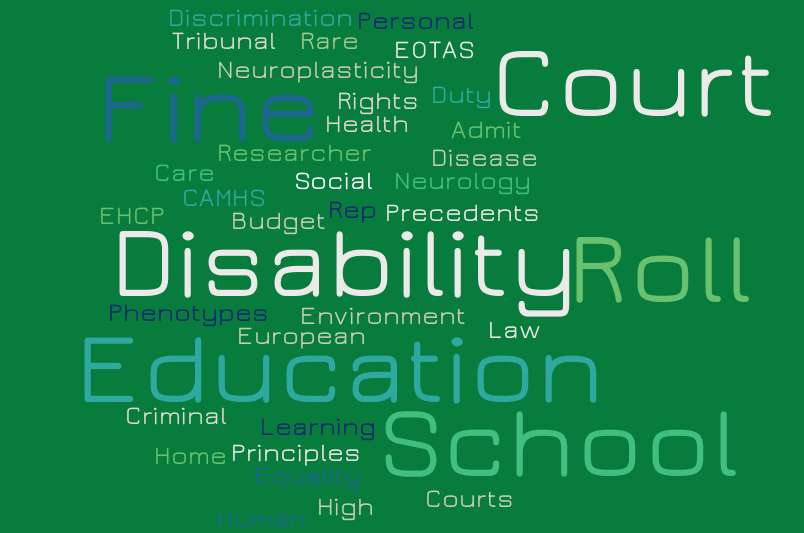 Discrimination Personal
Tribunal Rare EOTAS
Neuroplasticity Court
Fine Rights Duty
Health Admit
Researcher Disease
Care Social Neurology
CAMHS
EHCP Budget Rep Precedents
Disability Roll
Phenotypes Environment
European Law
Education
Criminal Learning School
Home Principles
Equality
High Courts
Human